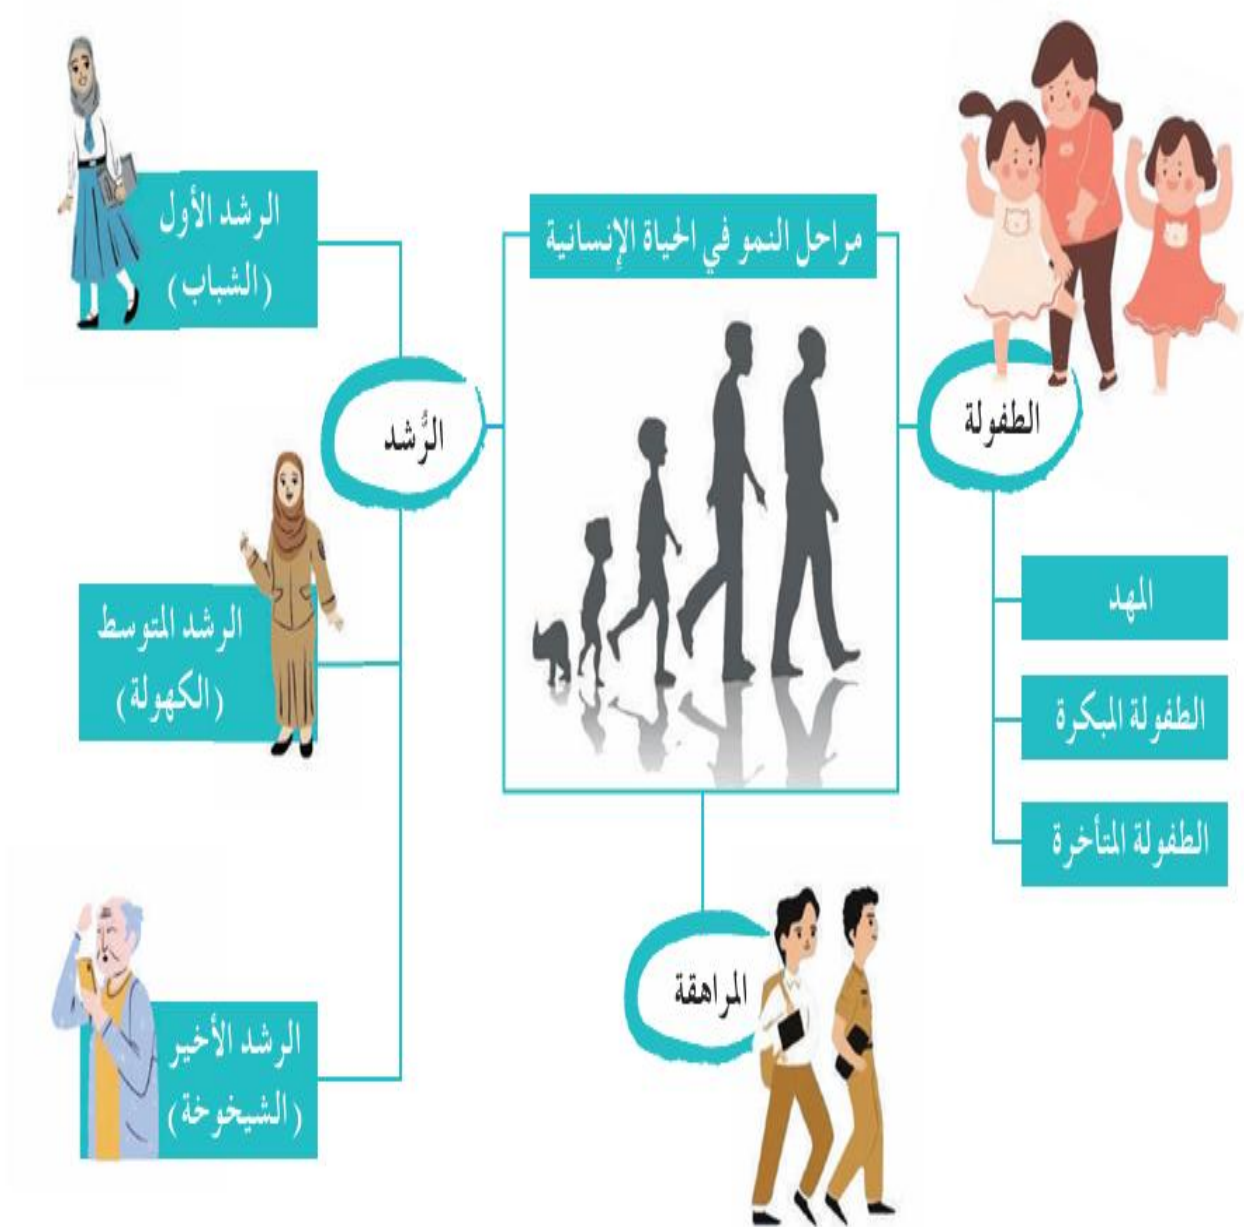 مراحل النمو في الحياة الإنسانية
الطفولة
المهد
الطفولة المبكرة
الطفولة المتأخرة
المراهقة
الرُّشد
الرشد الأول
(الشباب)
الرشد المتوسط
(الكهولة)
الرشد الأخير
(الشيخوخة)